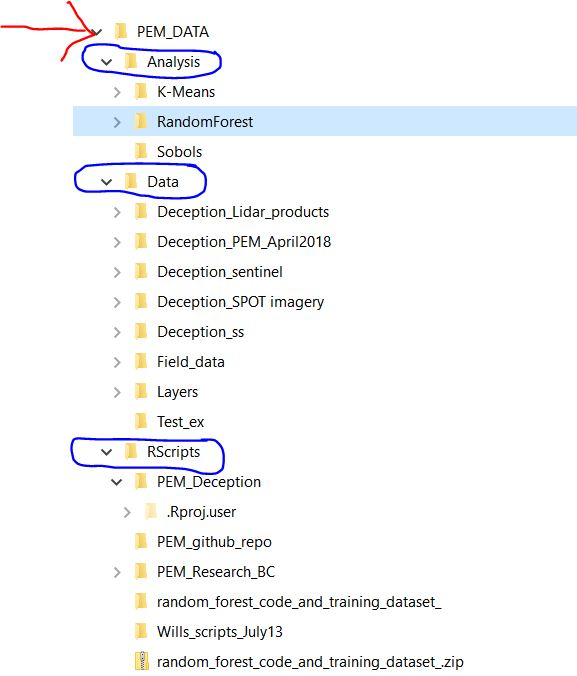 PEM_DATA
Analysis
K-Means
RandomForest
Sobols
Data
Deception_Lidar_products
Deception_PEM_April2018
Deception_sentinel
Deception_SPOT imagery
Deception_ss
Field_data
Layers
Test_ex
RScripts
PEM_Deception
.Rproj.user
PEM_github_repo
PEM_Research_BC
random_forest_code_and_training_dataset_
Wills_scripts_July13
random_forest_code_and_training_dataset_.zip